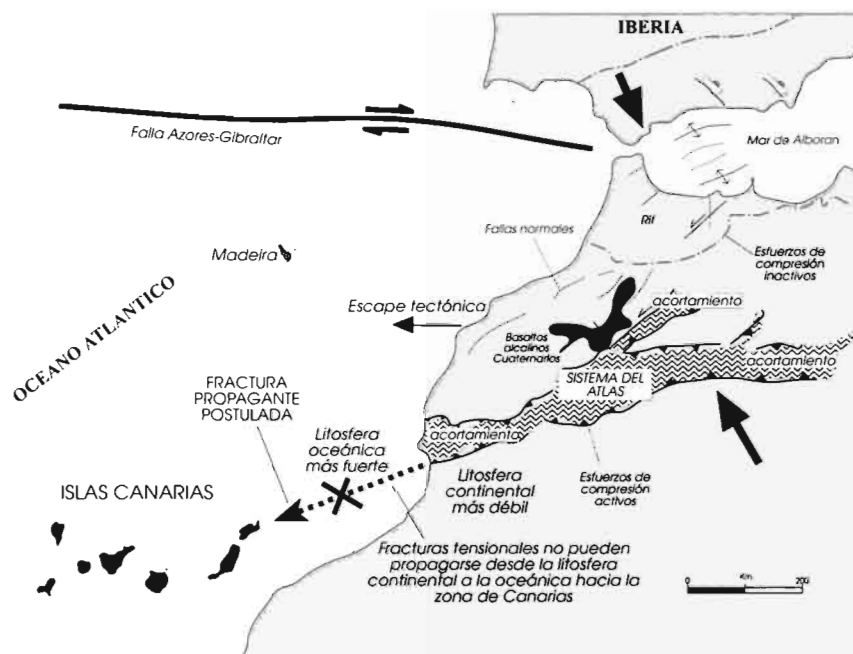 IBERIA
Falla Azores-Gibraltar
Mar de Alboran
Rif
Fallas normales
Esfuerzos de
compresión
inactivos
Madeira
OCEANO ATLANTICO
Escape tectónica
acortamiento
Basaltos
alcalinos
Cuaternarios
acortamiento
SISTEMA DEL
ATLAS
FRACTURA
PROPAGANTE
POSTULADA
Litosfera
oceánica
más fuerte
acortamiento
ISLAS CANARIAS
Litosfera
continental
más débil
Esfuerzos de
compresión
activos
Fracturas tensionales no pueden
propagarse desde la litosfera
continental a la oceánica hacia la
zona de Canarias
0 Km. 200